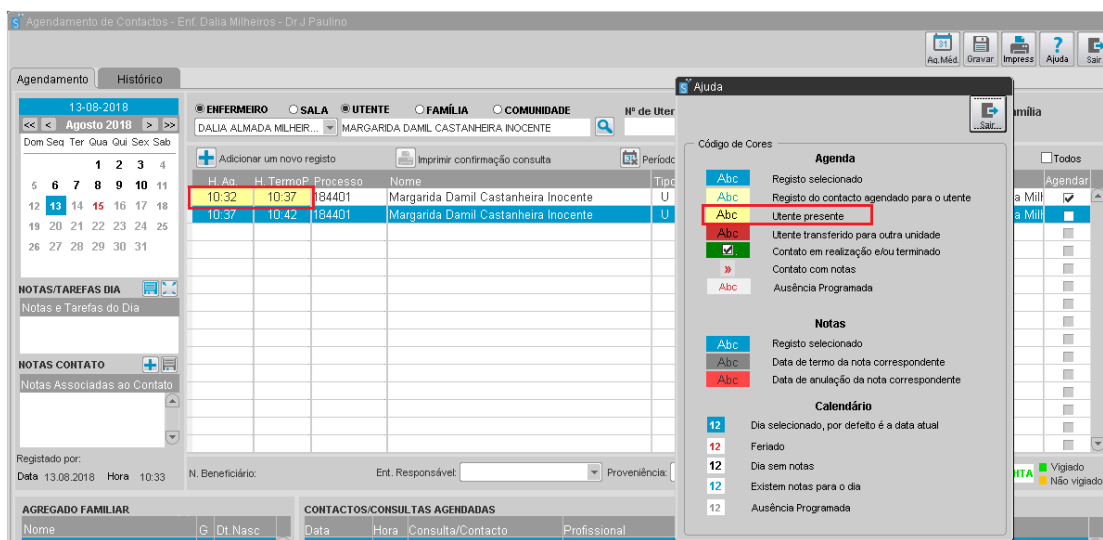 Agendamento de Contactos - Enf. Dalia Milheiros - Dr J Paulino
Ag.Méd. Gravar Impress Ajuda Sair
Agendamento Histórico
13-08-2018
<< < Agosto 2018 > >>
Dom Seg Ter Qua Qui Sex Sab
1 2 3 4
5 6 7 8 9 10 11
12 13 14 15 16 17 18
19 20 21 22 23 24 25
26 27 28 29 30 31
NOTAS/TAREFAS DIA
Notas e Tarefas do Dia
NOTAS CONTATO
Notas Associadas ao Contato
Registado por:
Data 13.08.2018 Hora 10:33
ENFERMEIRO SALA UTENTE FAMÍLIA COMUNIDADE Nº de Uter
DALIA ALMADA MILHEIR... MARGARIDA DAMIL CASTANHEIRA INOCENTE
Adicionar um novo registo Imprimir confirmação consulta Períodc
H. Ag. H. Termo P. Processo Nome Tipo
10:32 10:37 184401 Margarida Damil Castanheira Inocente U
10:37 10:42 184401 Margarida Damil Castanheira Inocente U
N. Beneficiário: Ent. Responsável: Proveniência:
AGREGADO FAMILIAR
Nome G Dt.Nasc
CONTACTOS/CONSULTAS AGENDADAS
Data Hora Consulta/Contacto Profissional
Ajuda
Sair...
Código de Cores
Agenda
Abc Registo selecionado
Abc Registo do contacto agendado para o utente
Abc Utente presente
Abc Utente transferido para outra unidade
Contato em realização e/ou terminado
» Contato com notas
Abc Ausência Programada
Notas
Abc Registo selecionado
Abc Data de termo da nota correspondente
Abc Data de anulação da nota correspondente
Calendário
12 Dia selecionado, por defeito é a data atual
12 Feriado
12 Dia sem notas
12 Existem notas para o dia
12 Ausência Programada
amília
Todos
Agendar
a Milh
a Milh
NTA
Vigiado
Não vigiado